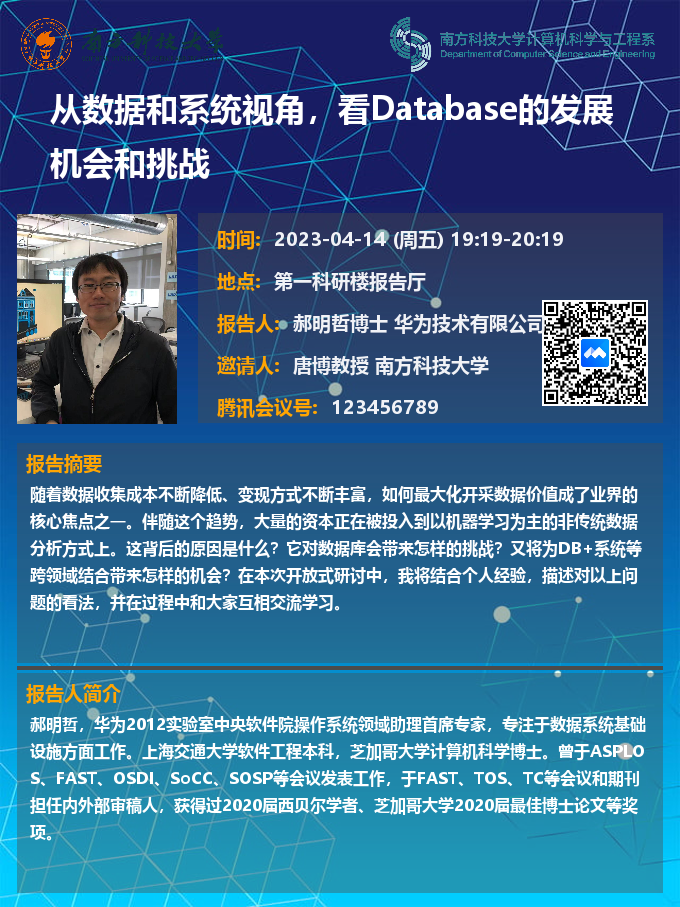 南方科技大学
南方科技大学计算机科学与工程系
Department of Computer Science and Engineering
从数据和系统视角，看Database的发展
机会和挑战
时间：2023-04-14 (周五) 19:19-20:19
地点：第一科研楼报告厅
报告人：郝明哲博士 华为技术有限公司
邀请人：唐博教授 南方科技大学
腾讯会议号：123456789
报告摘要
随着数据收集成本不断降低、变现方式不断丰富，如何最大化开采数据价值成了业界的
核心焦点之一。伴随这个趋势，大量的资本正在被投入到以机器学习为主的非传统数据
分析方式上。这背后的原因是什么？它对数据库会带来怎样的挑战？又将为DB+系统等
跨领域结合带来怎样的机会？在本次开放式研讨中，我将结合个人经验，描述对以上问
题的看法，并在过程中和大家互相交流学习。
报告人简介
郝明哲，华为2012实验室中央软件院操作系统领域助理首席专家，专注于数据系统基础
设施方面工作。上海交通大学软件工程本科，芝加哥大学计算机科学博士。曾于ASPLO
S、FAST、OSDI、SoCC、SOSP等会议发表工作，于FAST、TOS、TC等会议和期刊
担任内外部审稿人，获得过2020届西贝尔学者、芝加哥大学2020届最佳博士论文等奖
项。